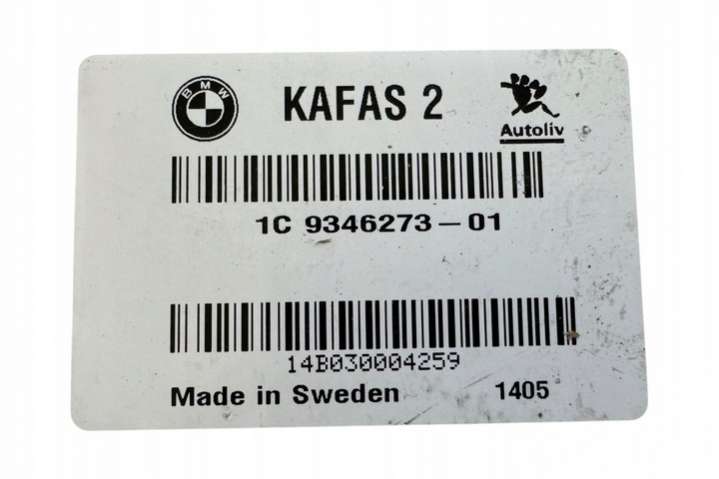 BMW
KAFAS 2
Autoliv
1C 9346273-01
14B030004259
Made in Sweden 1405